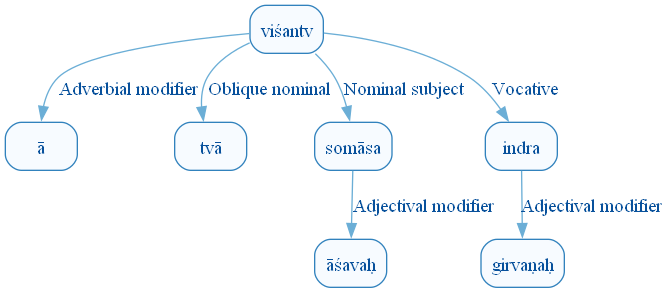 viśantv
Adverbial modifier
Oblique nominal
Nominal subject
Vocative
ā
tvā
somāsa
indra
Adjectival modifier
Adjectival modifier
āśavaḥ
girvaṇaḥ